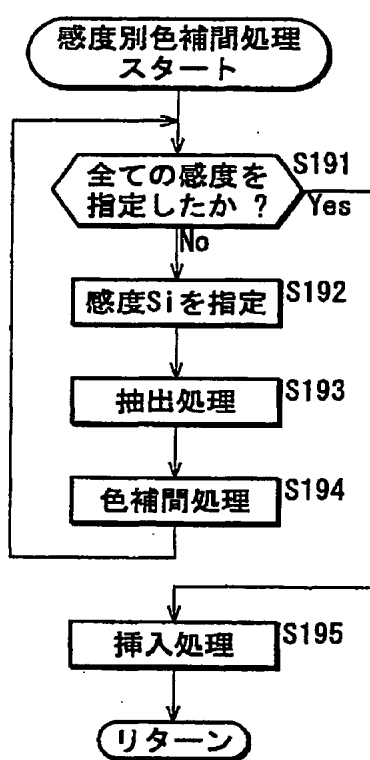 感度別色補間処理
スタート
全ての感度を
指定したか ?
S191
Yes
No
感度Siを指定
S192
抽出処理
S193
色補間処理
S194
挿入処理
S195
リターン